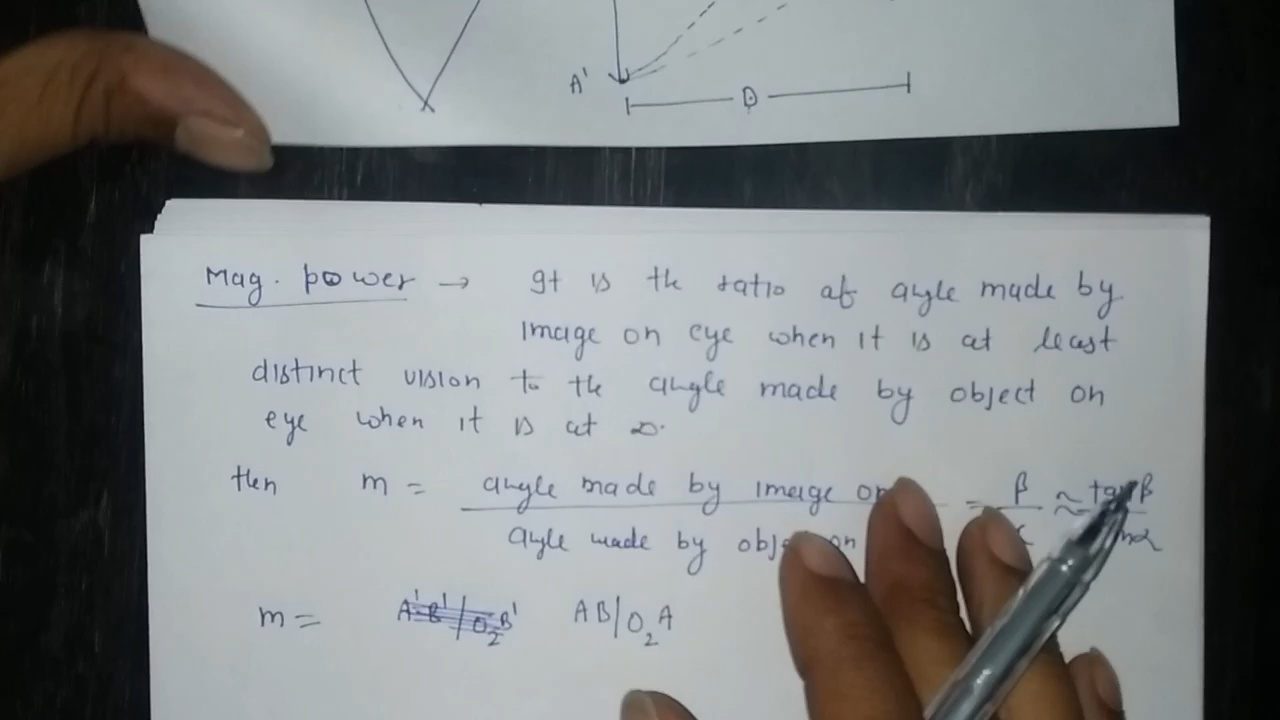 A'
D
Mag. power → It is the ratio of angle made by
image on eye when it is at least
distinct vision to the angle made by object on
eye when it is at ∞.
then m = angle made by image on = β ≈ tanβ
angle made by on
m = A'B'/O₂B' AB/O₂A